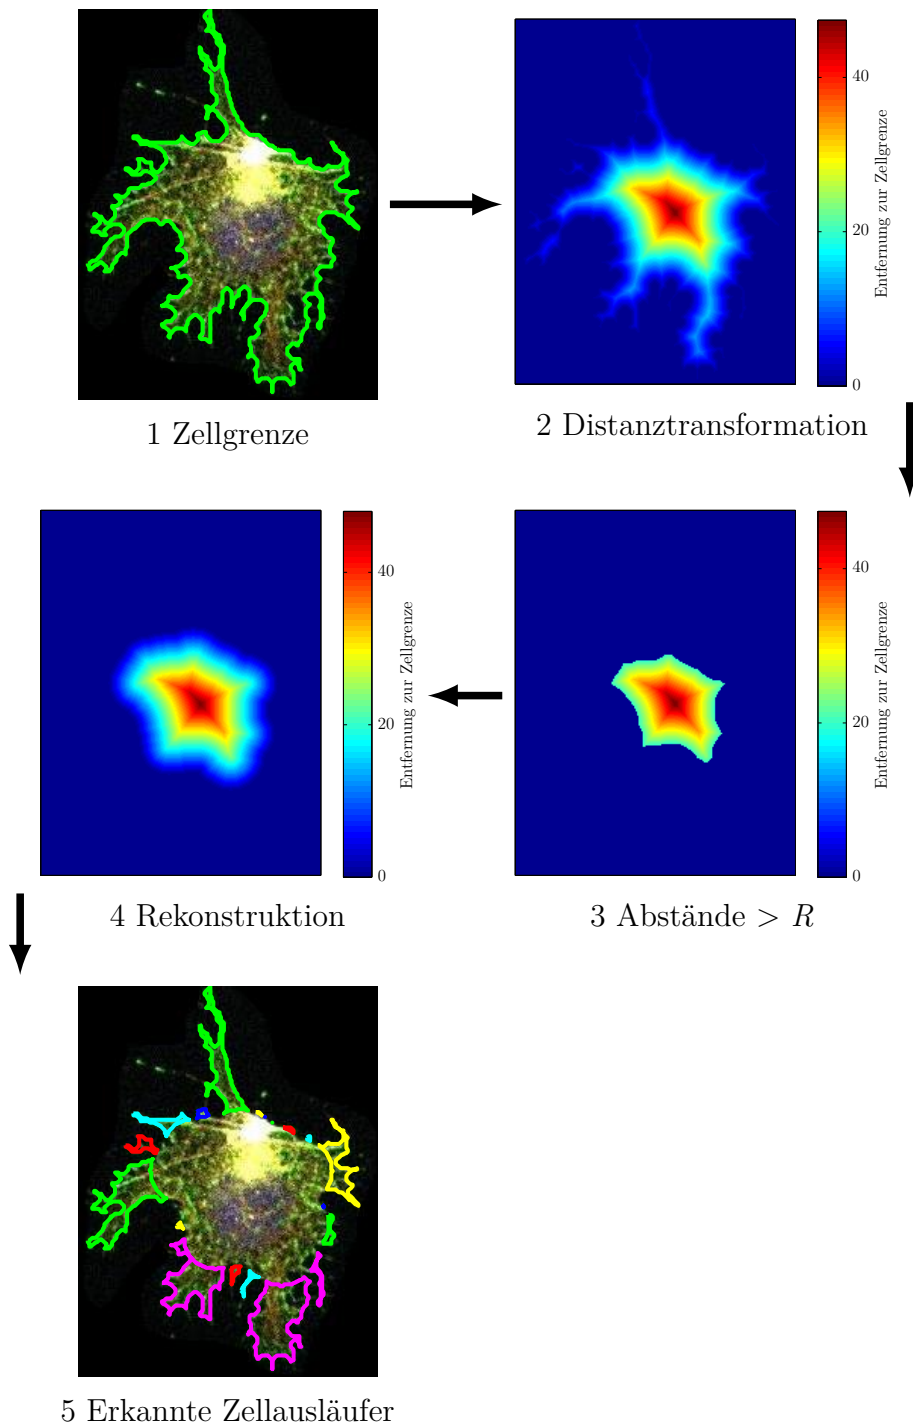 40
20
0
Entfernung zur Zellgrenze
1 Zellgrenze
2 Distanztransformation
40
20
0
Entfernung zur Zellgrenze
40
20
0
Entfernung zur Zellgrenze
4 Rekonstruktion
3 Abstände > R
5 Erkannte Zellausläufer